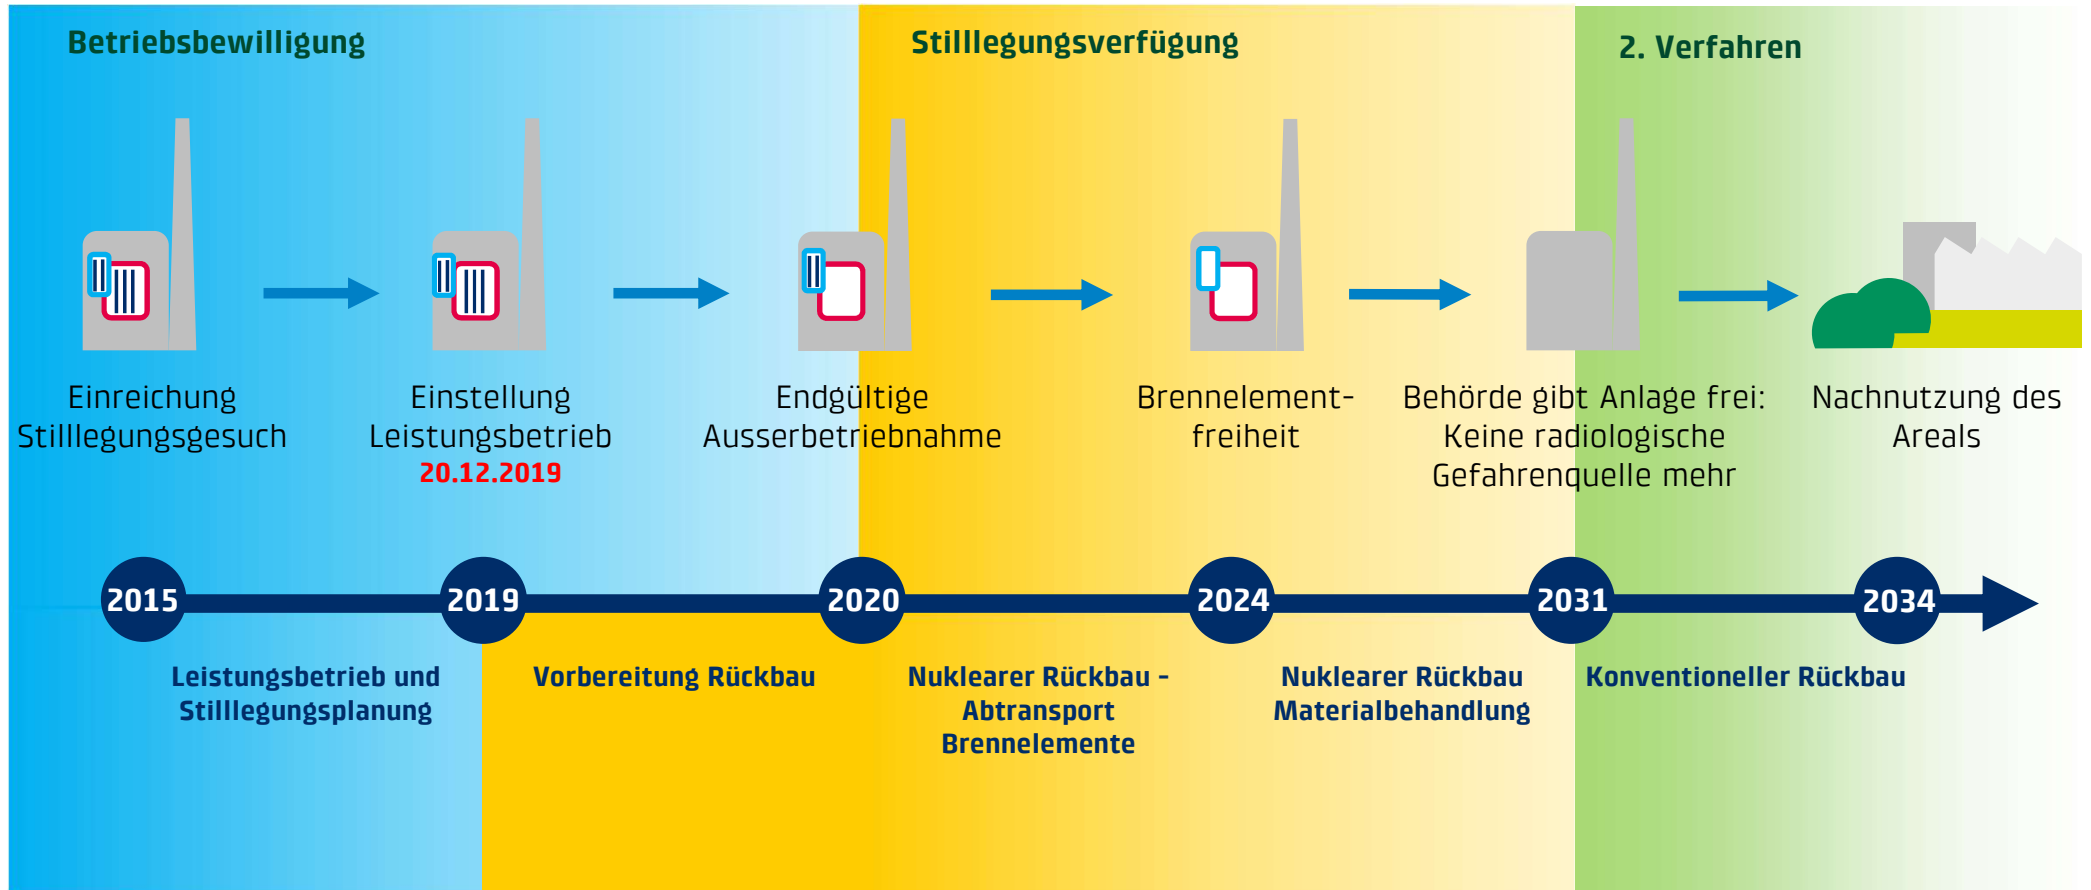 Betriebsbewilligung
Stilllegungsverfügung
2. Verfahren
Einreichung
Stilllegungsgesuch
Einstellung
Leistungsbetrieb
20.12.2019
Endgültige
Ausserbetriebnahme
Brennelement-
freiheit
Behörde gibt Anlage frei:
Keine radiologische
Gefahrenquelle mehr
Nachnutzung des
Areals
2015
2019
2020
2024
2031
2034
Leistungsbetrieb und
Stilllegungsplanung
Vorbereitung Rückbau
Nuklearer Rückbau –
Abtransport
Brennelemente
Nuklearer Rückbau
Materialbehandlung
Konventioneller Rückbau